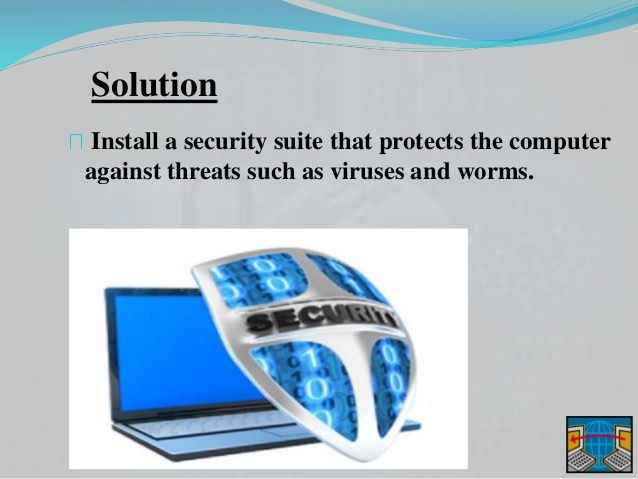 Solution
Install a security suite that protects the computer
against threats such as viruses and worms.
SECURITY